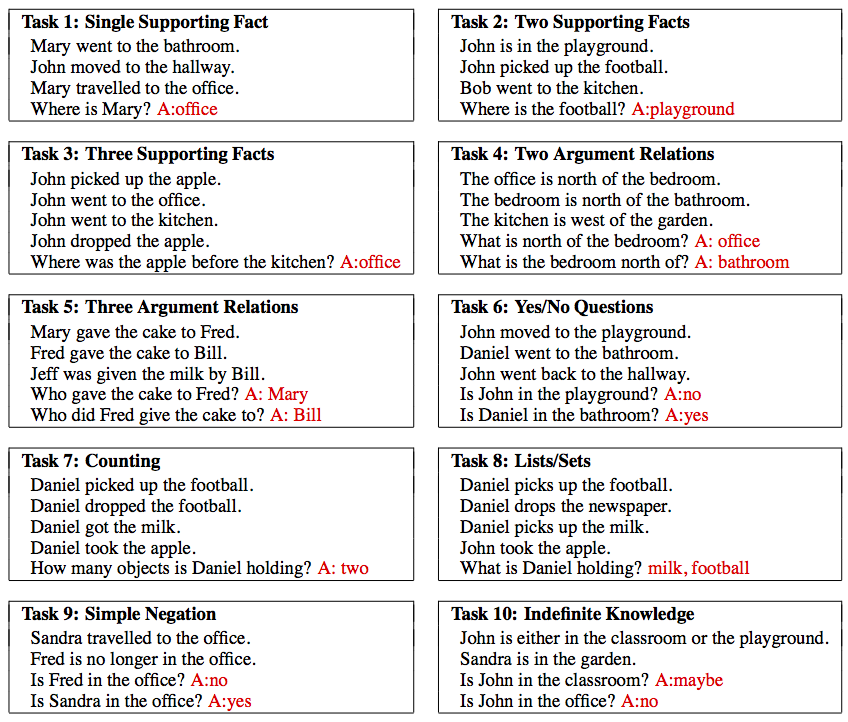 Task 1: Single Supporting Fact
Mary went to the bathroom.
John moved to the hallway.
Mary travelled to the office.
Where is Mary? A:office
Task 2: Two Supporting Facts
John is in the playground.
John picked up the football.
Bob went to the kitchen.
Where is the football? A:playground
Task 3: Three Supporting Facts
John picked up the apple.
John went to the office.
John went to the kitchen.
John dropped the apple.
Where was the apple before the kitchen? A:office
Task 4: Two Argument Relations
The office is north of the bedroom.
The bedroom is north of the bathroom.
The kitchen is west of the garden.
What is north of the bedroom? A: office
What is the bedroom north of? A: bathroom
Task 5: Three Argument Relations
Mary gave the cake to Fred.
Fred gave the cake to Bill.
Jeff was given the milk by Bill.
Who gave the cake to Fred? A: Mary
Who did Fred give the cake to? A: Bill
Task 6: Yes/No Questions
John moved to the playground.
Daniel went to the bathroom.
John went back to the hallway.
Is John in the playground? A:no
Is Daniel in the bathroom? A:yes
Task 7: Counting
Daniel picked up the football.
Daniel dropped the football.
Daniel got the milk.
Daniel took the apple.
How many objects is Daniel holding? A: two
Task 8: Lists/Sets
Daniel picks up the football.
Daniel drops the newspaper.
Daniel picks up the milk.
John took the apple.
What is Daniel holding? milk, football
Task 9: Simple Negation
Sandra travelled to the office.
Fred is no longer in the office.
Is Fred in the office? A:no
Is Sandra in the office? A:yes
Task 10: Indefinite Knowledge
John is either in the classroom or the playground.
Sandra is in the garden.
Is John in the classroom? A:maybe
Is John in the office? A:no